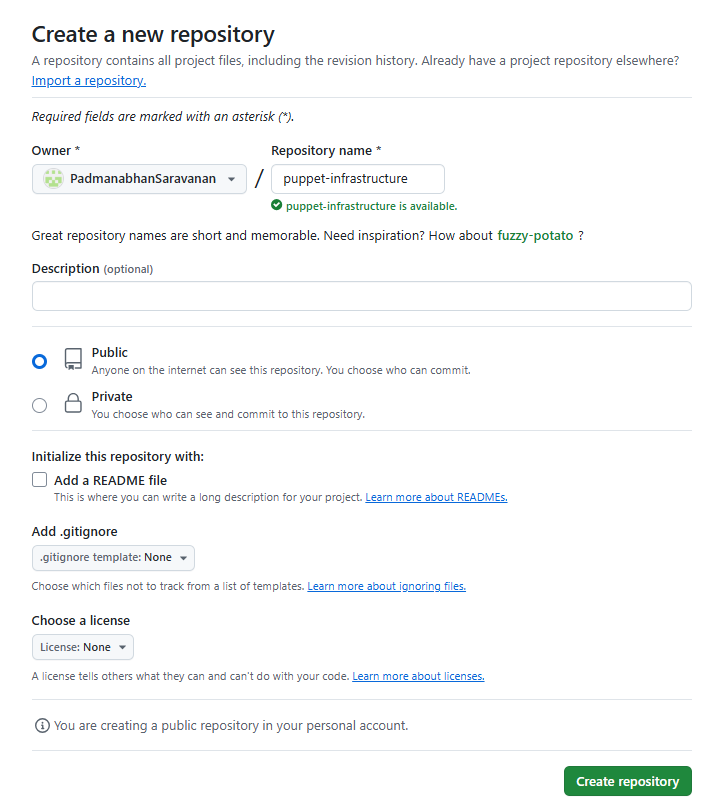 Create a new repository
A repository contains all project files, including the revision history. Already have a project repository elsewhere?
Import a repository.
Required fields are marked with an asterisk (*).
Owner *
Repository name *
PadmanabhanSaravanan
/
puppet-infrastructure
puppet-infrastructure is available.
Great repository names are short and memorable. Need inspiration? How about fuzzy-potato ?
Description (optional)
Public
Anyone on the internet can see this repository. You choose who can commit.
Private
You choose who can see and commit to this repository.
Initialize this repository with:
Add a README file
This is where you can write a long description for your project. Learn more about READMEs.
Add .gitignore
.gitignore template: None
Choose which files not to track from a list of templates. Learn more about ignoring files.
Choose a license
License: None
A license tells others what they can and can't do with your code. Learn more about licenses.
You are creating a public repository in your personal account.
Create repository